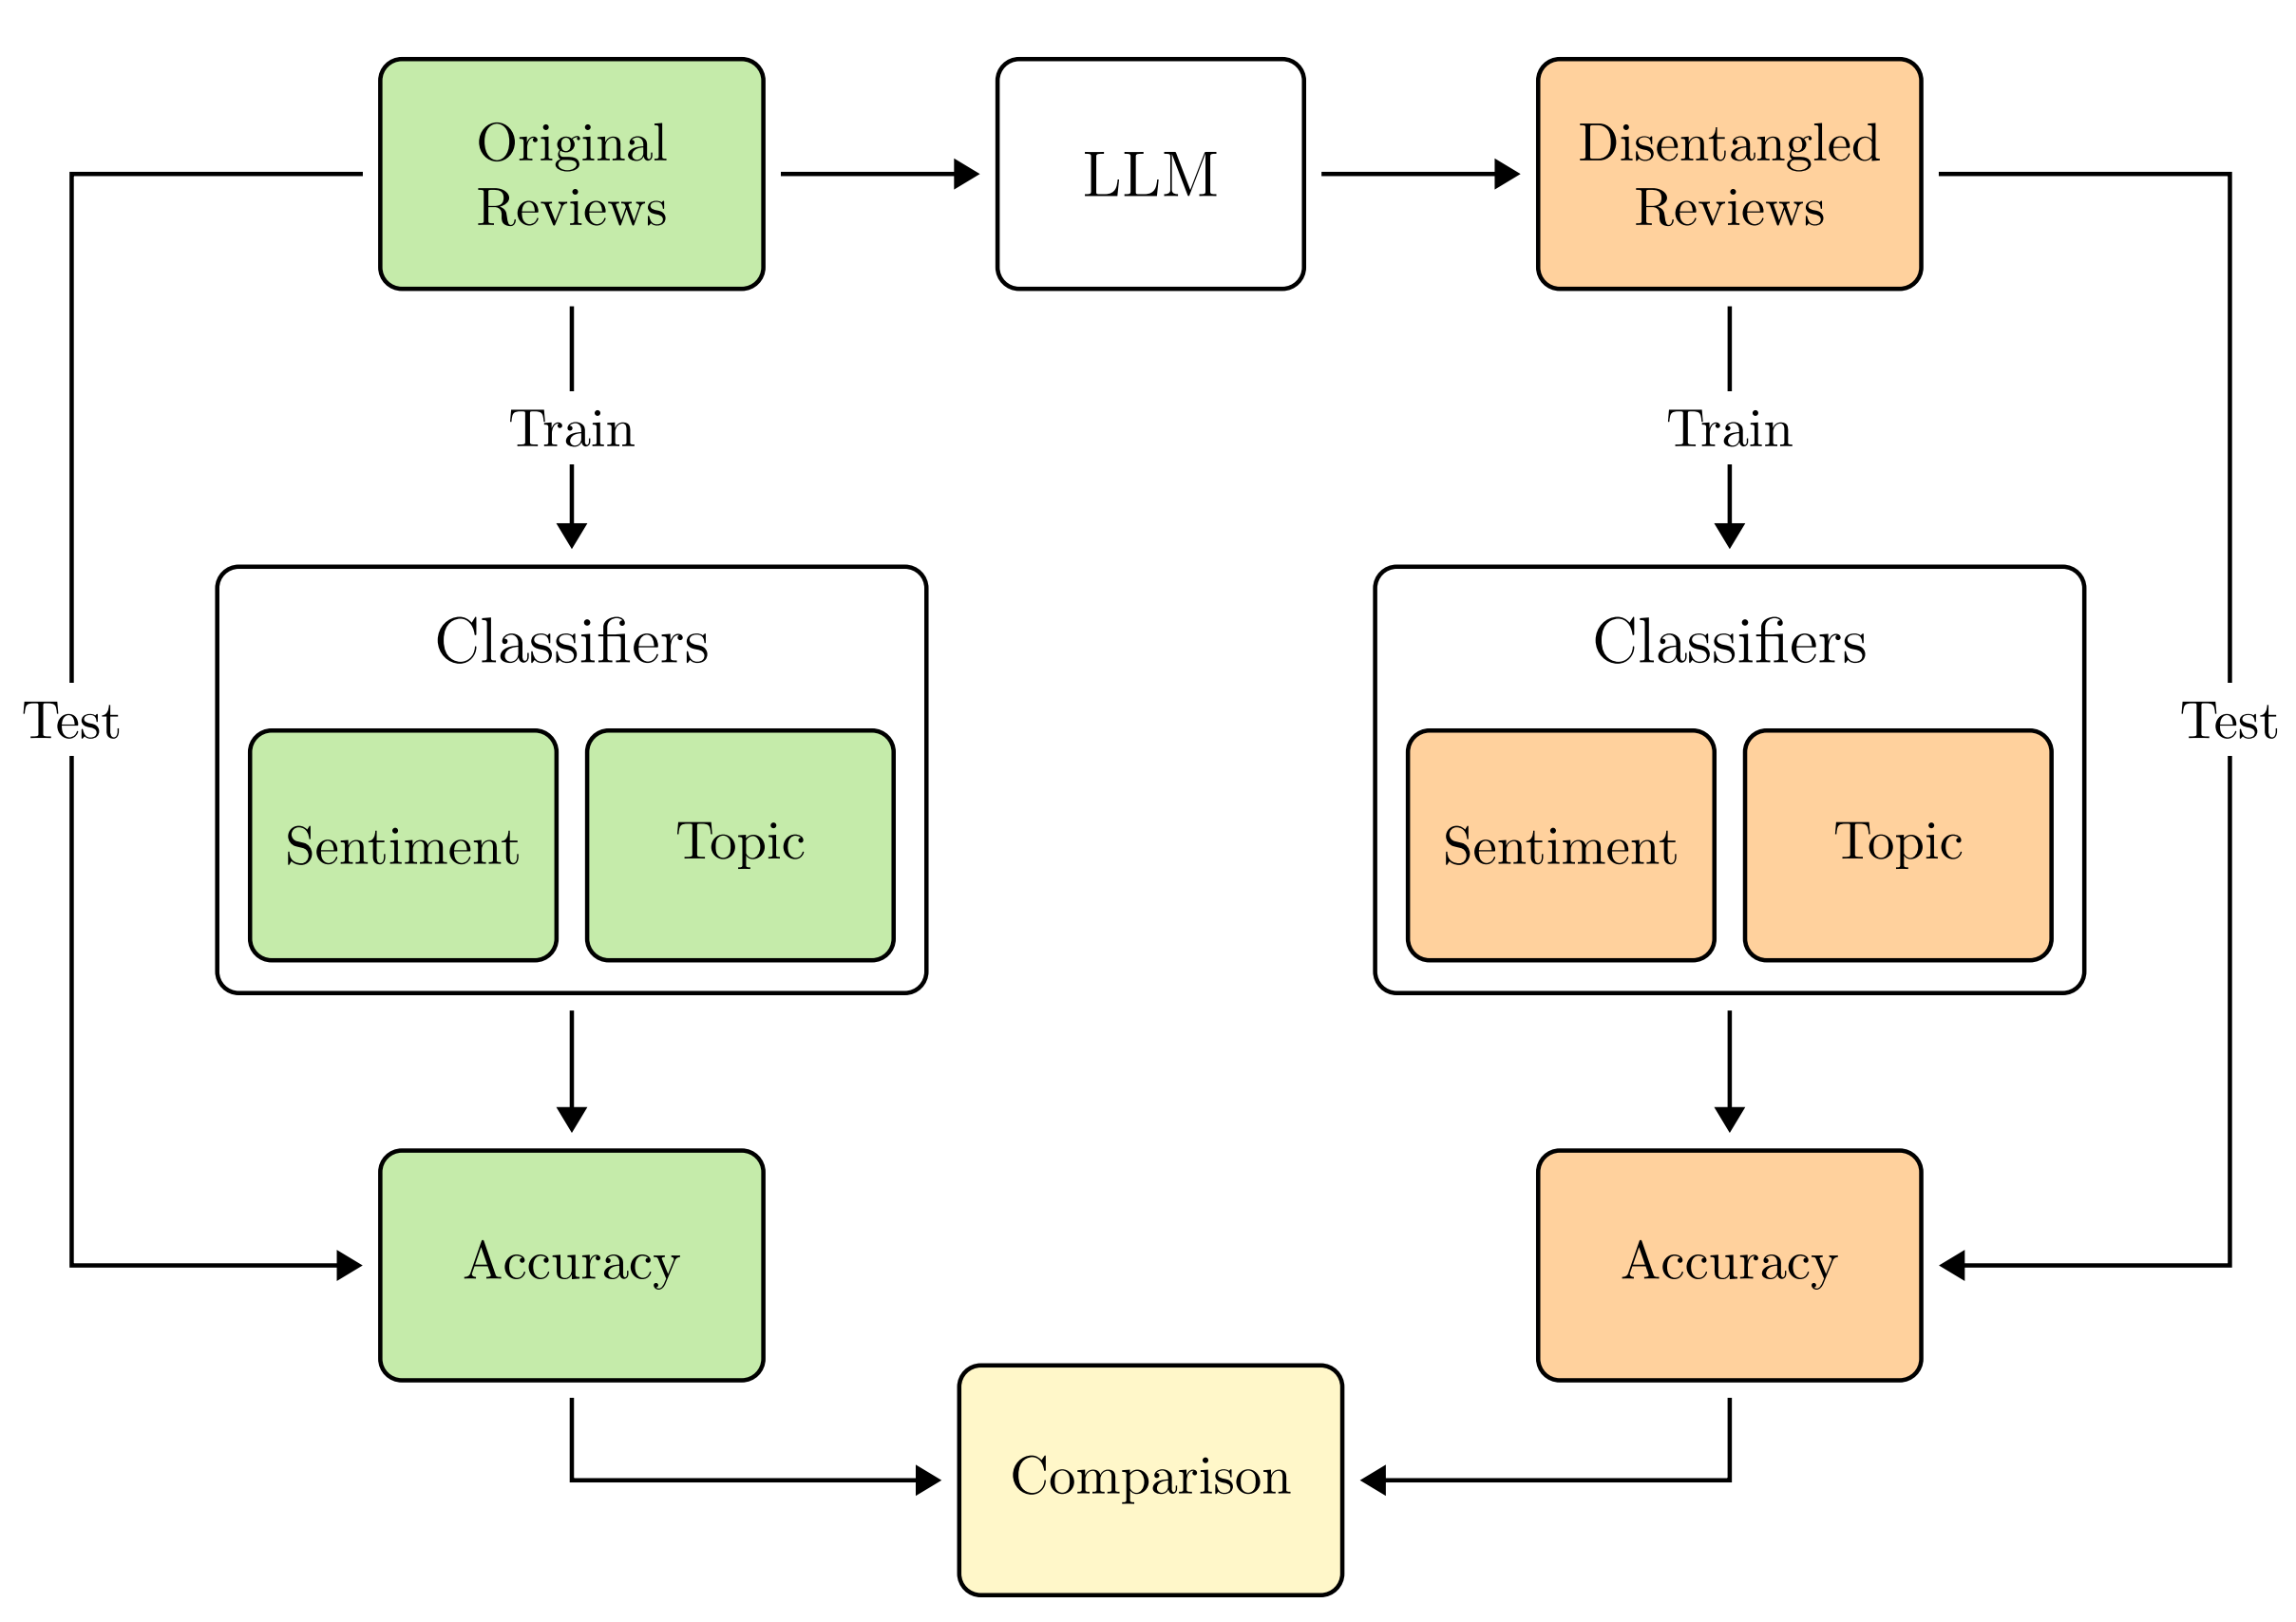 Original
Reviews
LLM
Disentangled
Reviews
Train
Train
Classifiers
Classifiers
Test
Test
Sentiment
Topic
Sentiment
Topic
Accuracy
Accuracy
Comparison